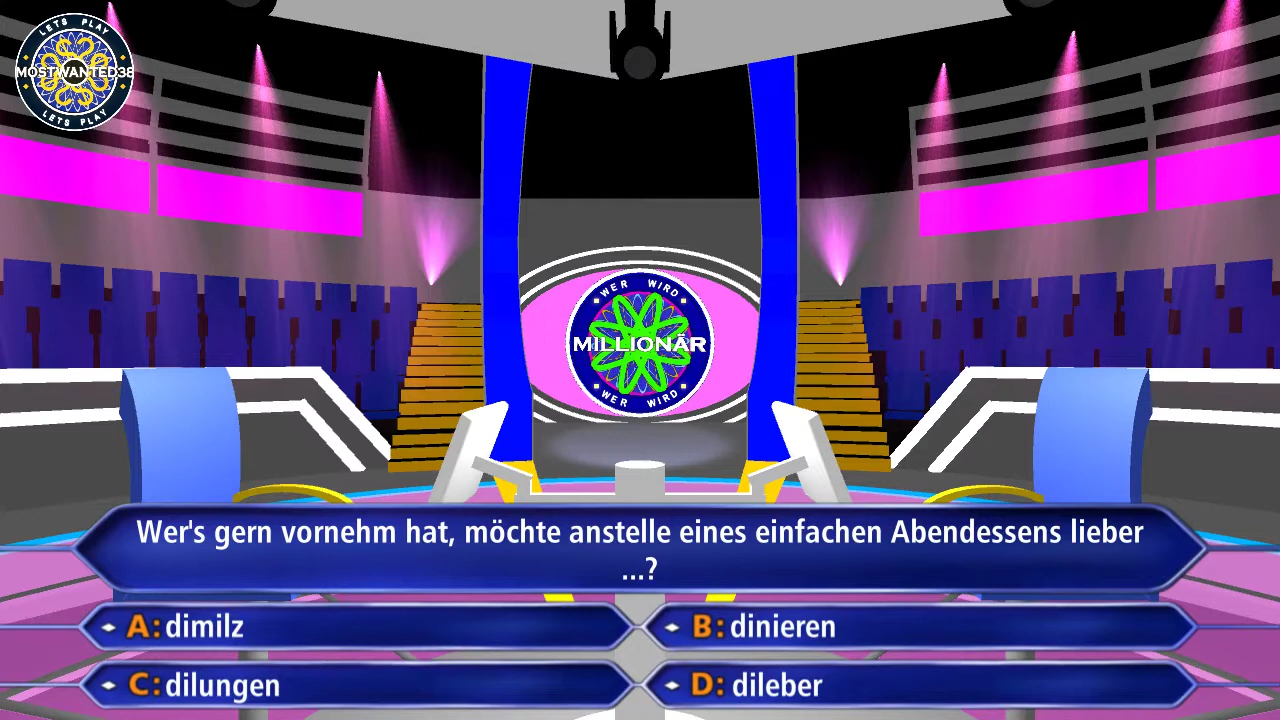 LETS PLAY
MOSTWANTED38
LETS PLAY
WER WIRD
MILLIONÄR
WER WIRD
Wer's gern vornehm hat, möchte anstelle eines einfachen Abendessens lieber
...?
A: dimilz
B: dinieren
C: dilungen
D: dileber